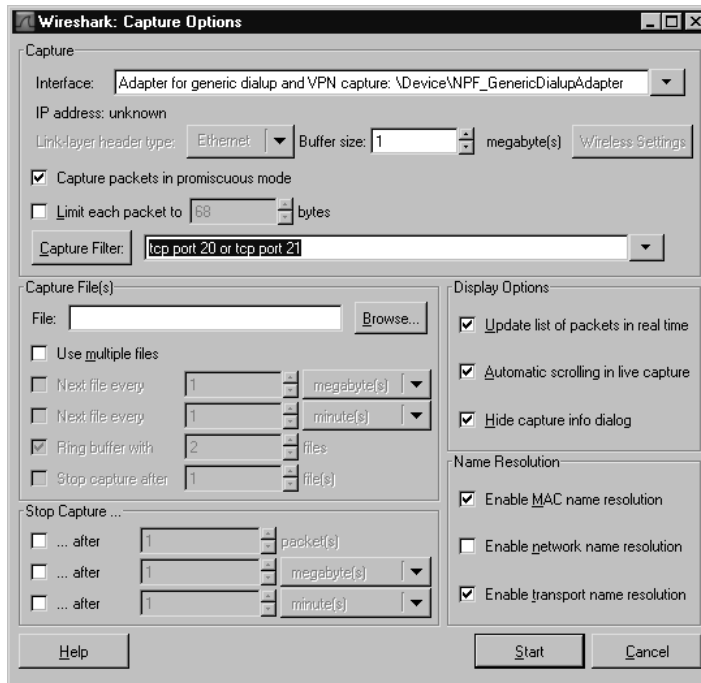 Wireshark: Capture Options
Capture
Interface: Adapter for generic dialup and VPN capture: \Device\NPF_GenericDialupAdapter
IP address: unknown
Link-layer header type: Ethernet Buffer size: 1 megabyte(s) Wireless Settings
Capture packets in promiscuous mode
Limit each packet to 68 bytes
Capture Filter: tcp port 20 or tcp port 21
Capture File(s)
File: Browse...
Use multiple files
Next file every 1 megabyte(s)
Next file every 1 minute(s)
Ring buffer with 2 files
Stop capture after 1 file(s)
Stop Capture ...
... after 1 packet(s)
... after 1 megabyte(s)
... after 1 minute(s)
Display Options
Update list of packets in real time
Automatic scrolling in live capture
Hide capture info dialog
Name Resolution
Enable MAC name resolution
Enable network name resolution
Enable transport name resolution
Help Start Cancel